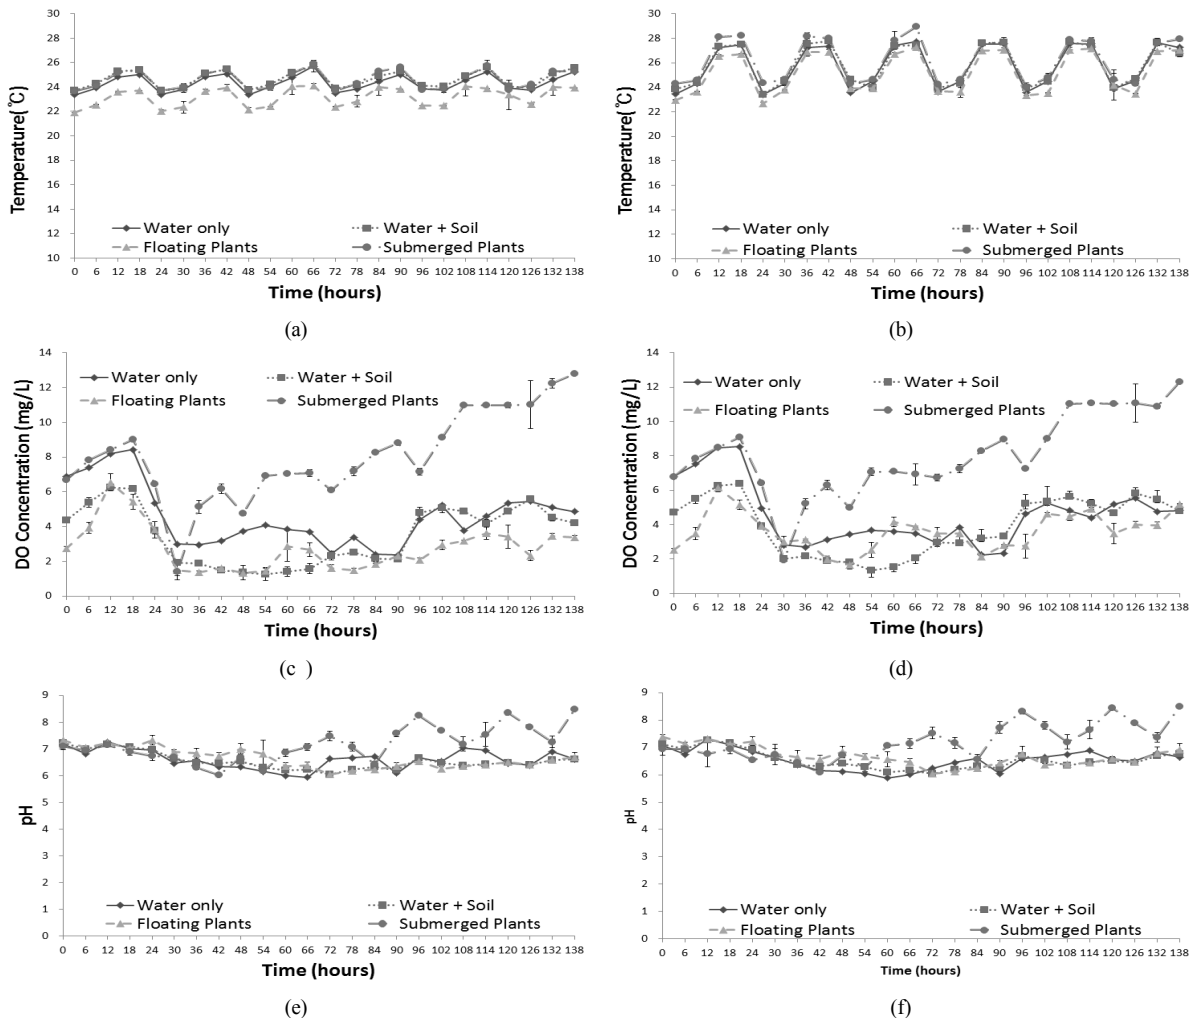 30
28
26
24
22
20
18
16
14
12
10
Temperature(℃)
Water only
Water + Soil
Floating Plants
Submerged Plants
0 6 12 18 24 30 36 42 48 54 60 66 72 78 84 90 96 102 108 114 120 126 132 138
Time (hours)
(a)
30
28
26
24
22
20
18
16
14
12
10
Temperature(℃)
Water only
Water + Soil
Floating Plants
Submerged Plants
0 6 12 18 24 30 36 42 48 54 60 66 72 78 84 90 96 102 108 114 120 126 132 138
Time (hours)
(b)
14
12
10
8
6
4
2
0
DO Concentration (mg/L)
Water only
Water + Soil
Floating Plants
Submerged Plants
0 6 12 18 24 30 36 42 48 54 60 66 72 78 84 90 96 102 108 114 120 126 132 138
Time (hours)
(c )
14
12
10
8
6
4
2
0
DO Concentration (mg/L)
Water only
Water + Soil
Floating Plants
Submerged Plants
0 6 12 18 24 30 36 42 48 54 60 66 72 78 84 90 96 102 108 114 120 126 132 138
Time (hours)
(d)
9
8
7
6
5
4
3
2
1
0
pH
Water only
Water + Soil
Floating Plants
Submerged Plants
0 6 12 18 24 30 36 42 48 54 60 66 72 78 84 90 96 102 108 114 120 126 132 138
Time (hours)
(e)
9
8
7
6
5
4
3
2
1
0
pH
Water only
Water + Soil
Floating Plants
Submerged Plants
0 6 12 18 24 30 36 42 48 54 60 66 72 78 84 90 96 102 108 114 120 126 132 138
Time (hours)
(f)